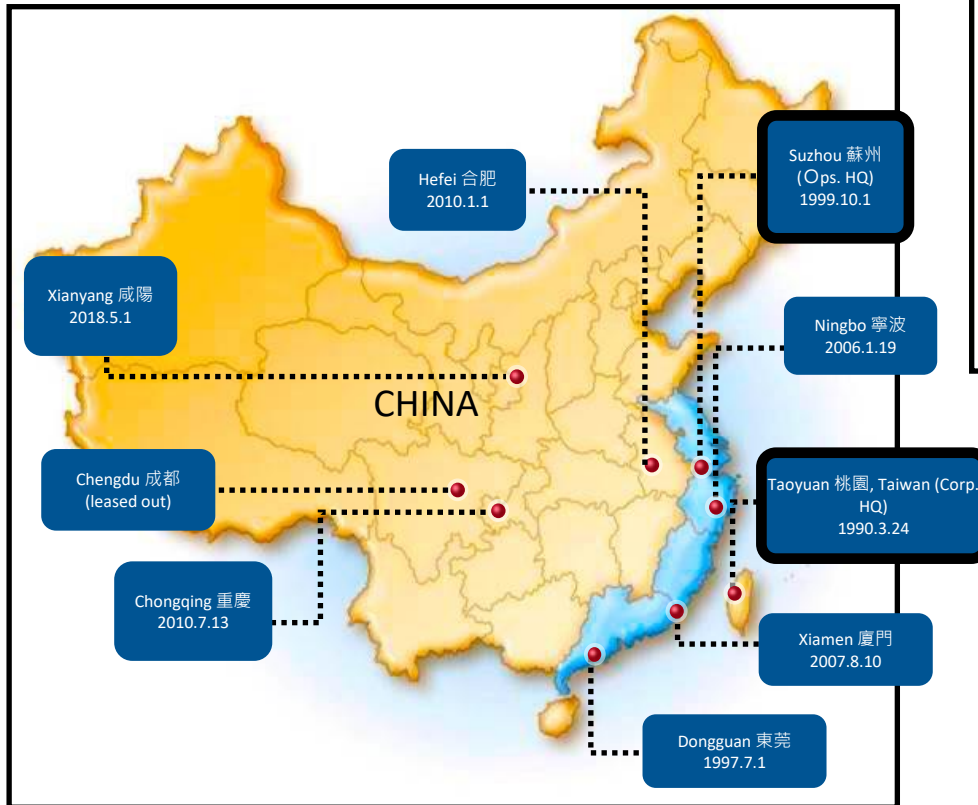 Suzhou 蘇州
(Ops. HQ)
1999.10.1
Hefei 合肥
2010.1.1
Xianyang 咸陽
2018.5.1
Ningbo 寧波
2006.1.19
CHINA
Chengdu 成都
(leased out)
Taoyuan 桃園, Taiwan (Corp.
HQ)
1990.3.24
Chongqing 重慶
2010.7.13
Xiamen 廈門
2007.8.10
Dongguan 東莞
1997.7.1